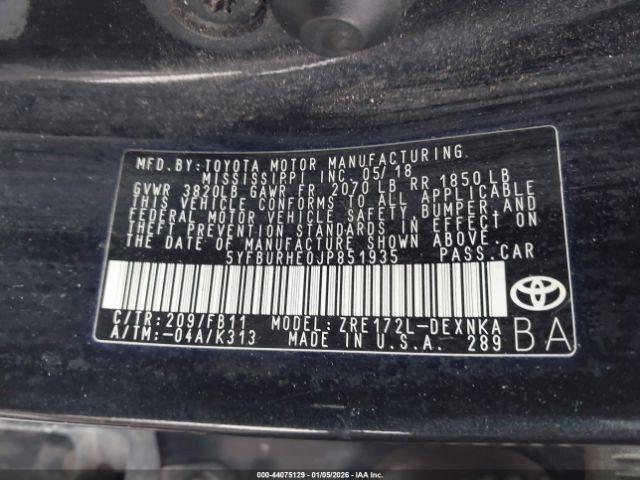 MFD.BY:TOYOTA MOTOR MANUFACTURING
MISSISSIPPI INC.05/18
GVWR 3820LB GAWR FR 2070 LB RR 1850 LB
THIS VEHICLE CONFORMS TO ALL APPLICABLE
FEDERAL MOTOR VEHICLE SAFETY,BUMPER,AND
THEFT PREVENTION STANDARDS IN EFFECT ON
THE DATE OF MANUFACTURE SHOWN ABOVE.
5YFBURHE0JP851935 PASS.CAR
C/TR:209/FB11 MODEL:ZRE172L-DEXNKA
A/TM:-04A/K313 MADE IN U.S.A. 289
BA
000-44075129 - 01/05/2026 - IAA Inc.